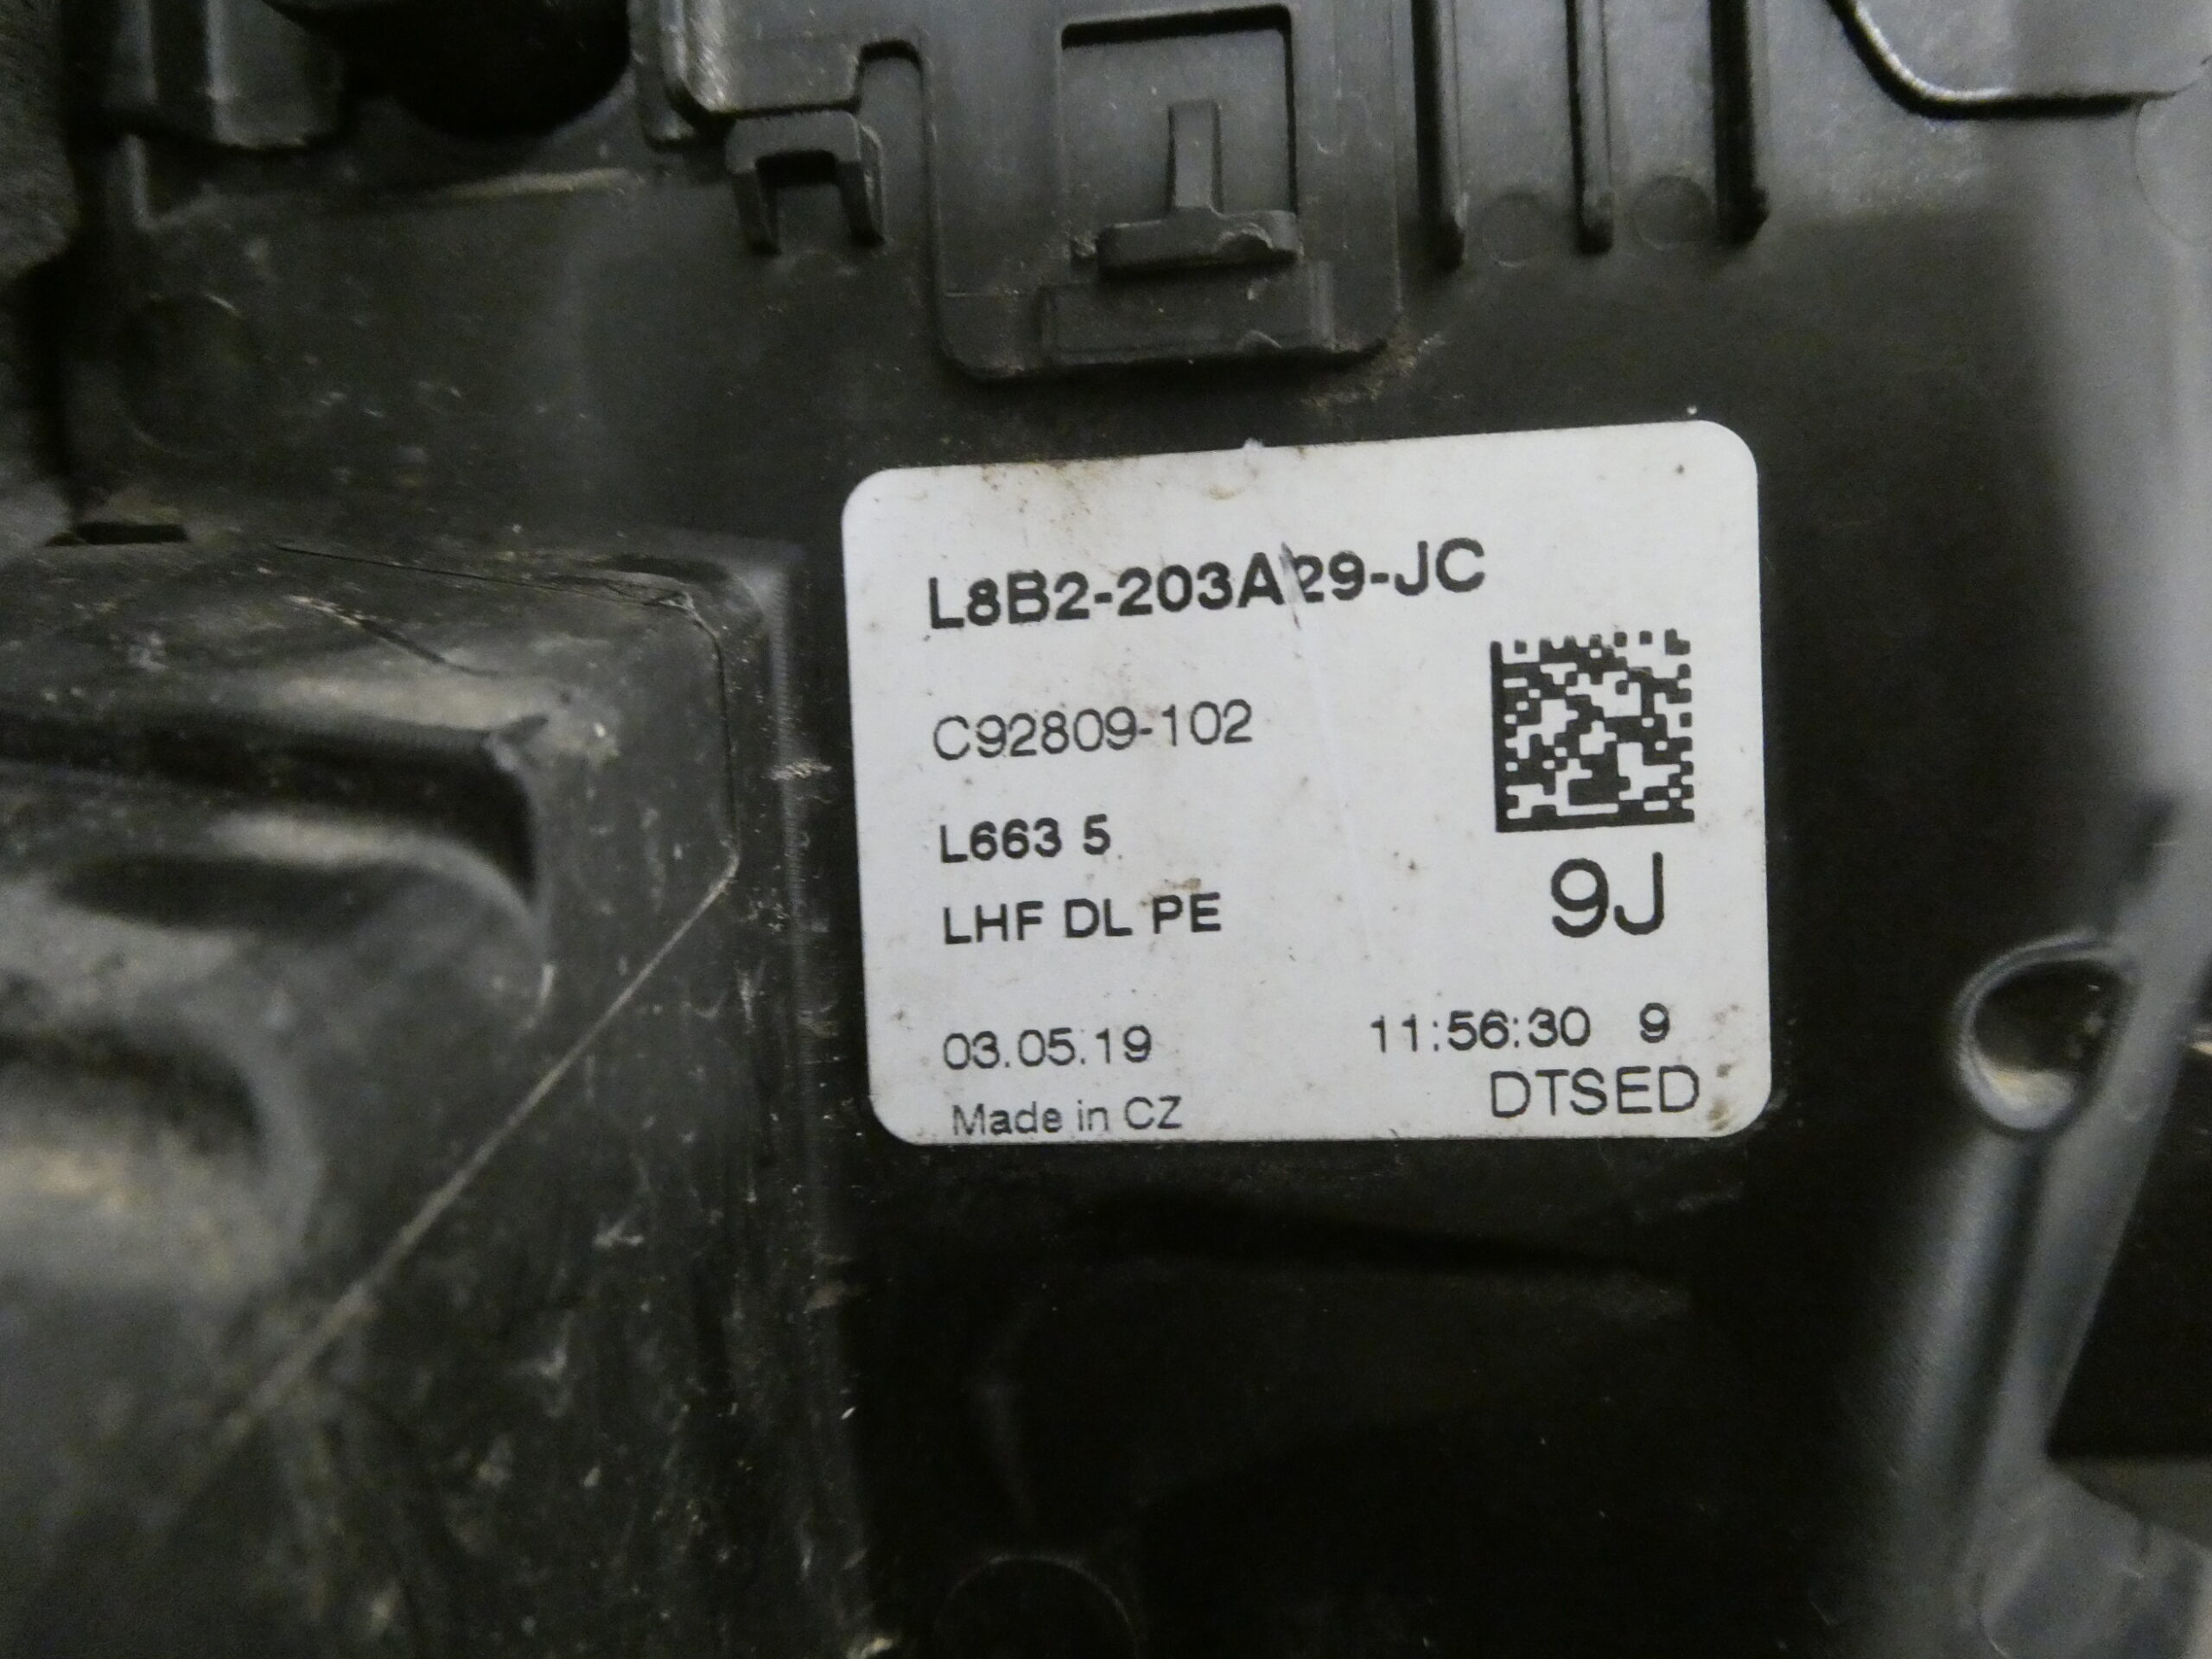 L8B2-203A29-JC
C92809-102
L663 5
LHF DL PE
9J
03.05.19
11:56:30 9
Made in CZ
DTSED